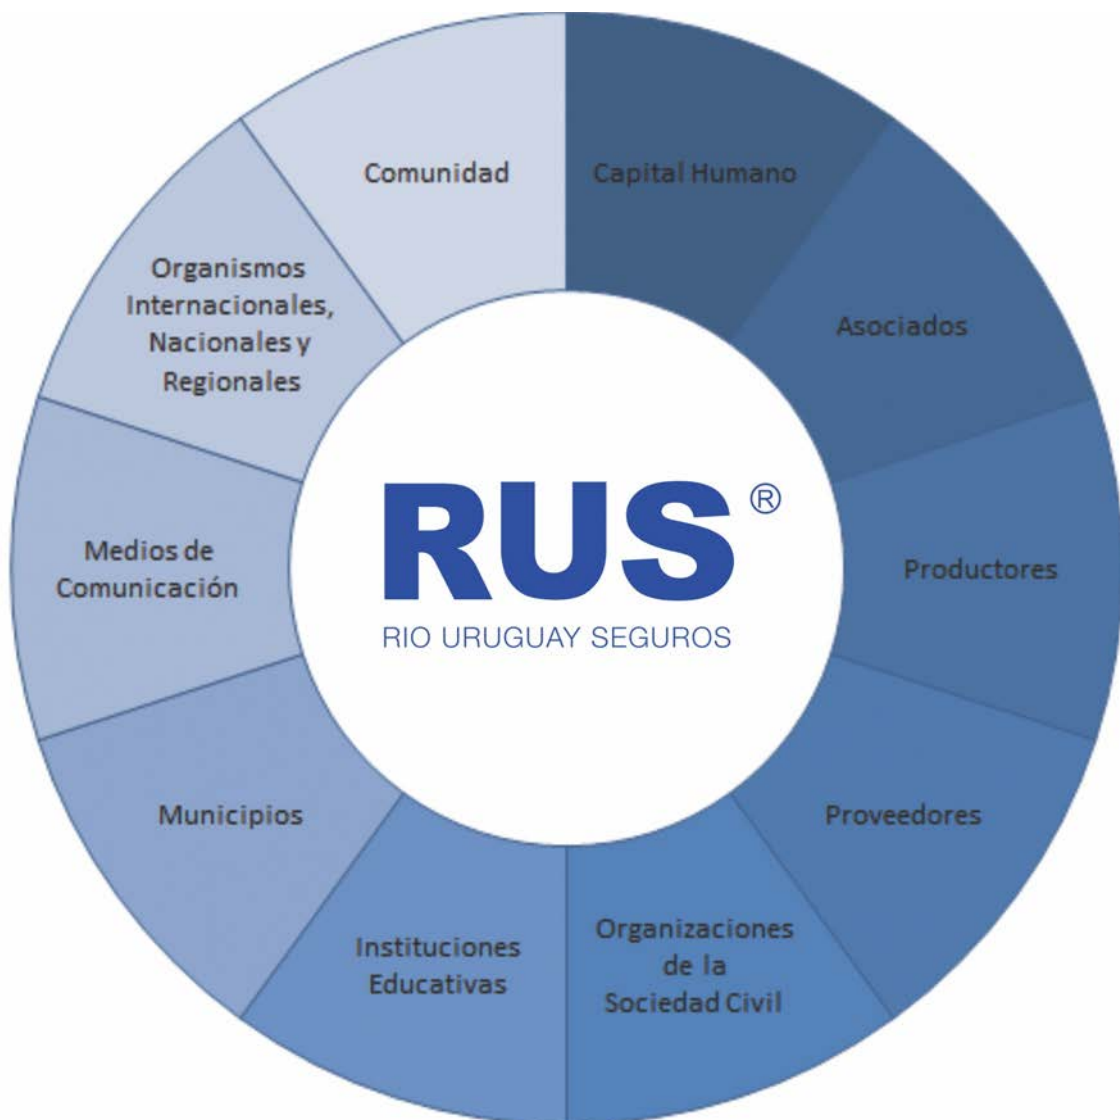 Comunidad
Capital Humano
Organismos
Internacionales,
Nacionales y
Regionales
Asociados
RUS®
RIO URUGUAY SEGUROS
Medios de
Comunicación
Productores
Municipios
Proveedores
Instituciones
Educativas
Organizaciones
de la
Sociedad Civil